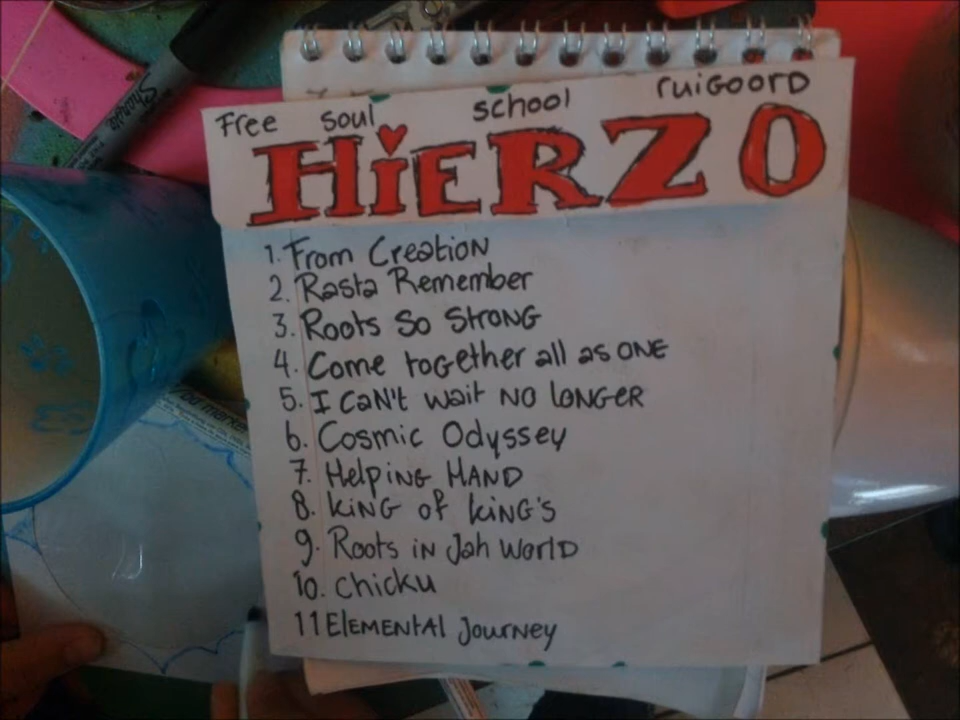 Free soul school ruigoord
HiERZO
1. From Creation
2. Rasta Remember
3. Roots So Strong
4. Come together all as ONE
5. I CaN't wait NO loNGER
6. Cosmic Odyssey
7. HelpiNG HAND
8. kiNG of kiNG's
9. Roots in Jah World
10. Chicku
11 ElEMENTAl JourNEy
Sharpie